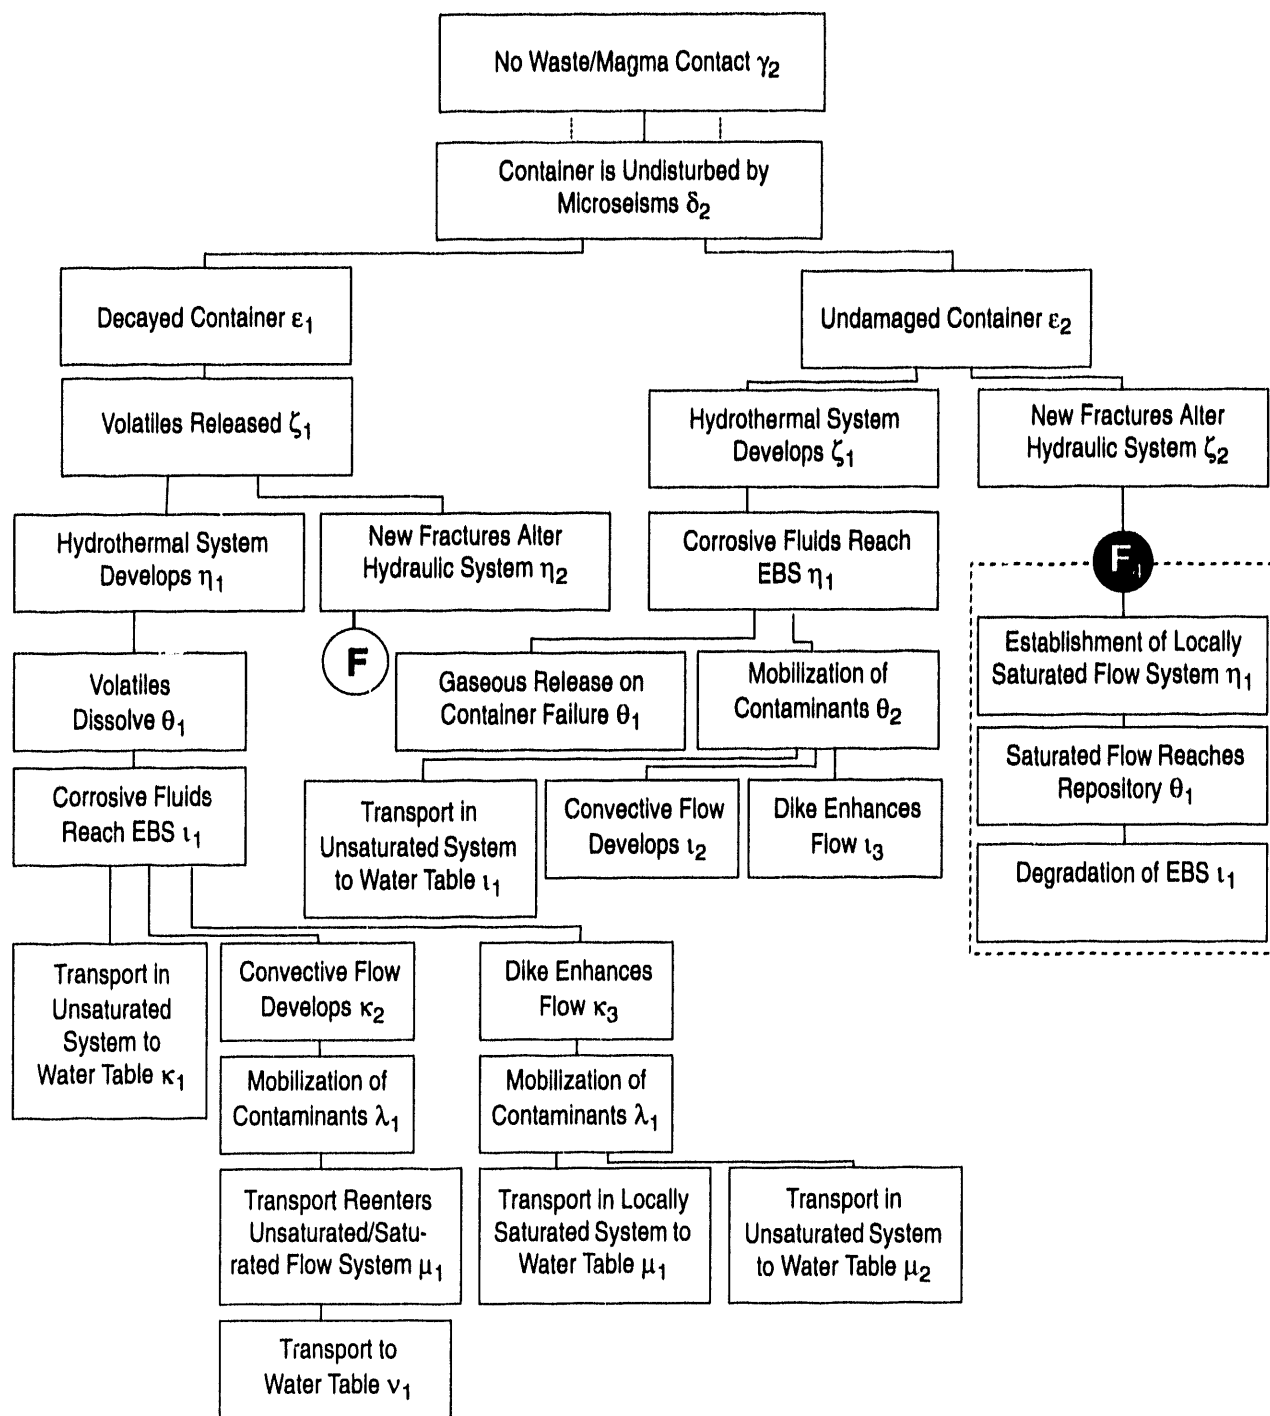 No Waste/Magma Contact γ2
Container is Undisturbed by
Microseisms δ2
Decayed Container ε1
Undamaged Container ε2
Volatiles Released ζ1
Hydrothermal System
Develops ζ1
New Fractures Alter
Hydraulic System ζ2
Hydrothermal System
Develops η1
New Fractures Alter
Hydraulic System η2
Corrosive Fluids Reach
EBS η1
F4
F
Establishment of Locally
Saturated Flow System η1
Volatiles
Dissolve θ1
Gaseous Release on
Container Failure θ1
Mobilization of
Contaminants θ2
Saturated Flow Reaches
Repository θ1
Corrosive Fluids
Reach EBS ι1
Transport in
Unsaturated System
to Water Table ι1
Convective Flow
Develops ι2
Dike Enhances
Flow ι3
Degradation of EBS ι1
Transport in
Unsaturated
System to
Water Table κ1
Convective Flow
Develops κ2
Dike Enhances
Flow κ3
Mobilization of
Contaminants λ1
Mobilization of
Contaminants λ1
Transport Reenters
Unsaturated/Satu-
rated Flow System μ1
Transport in Locally
Saturated System to
Water Table μ1
Transport in
Unsaturated System
to Water Table μ2
Transport to
Water Table ν1